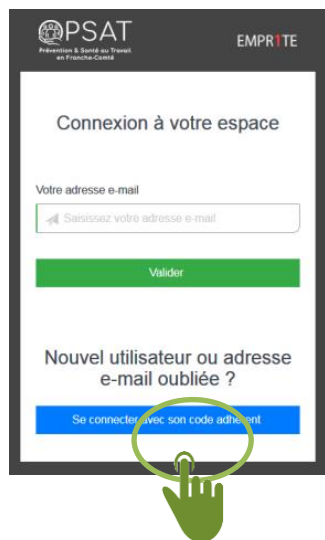 OPSAT
Prévention & Santé au Travail
en Franche-Comté
EMPR1TE
Connexion à votre espace
Votre adresse e-mail
Saisissez votre adresse e-mail
Valider
Nouvel utilisateur ou adresse
e-mail oubliée ?
Se connecter avec son code adhérent